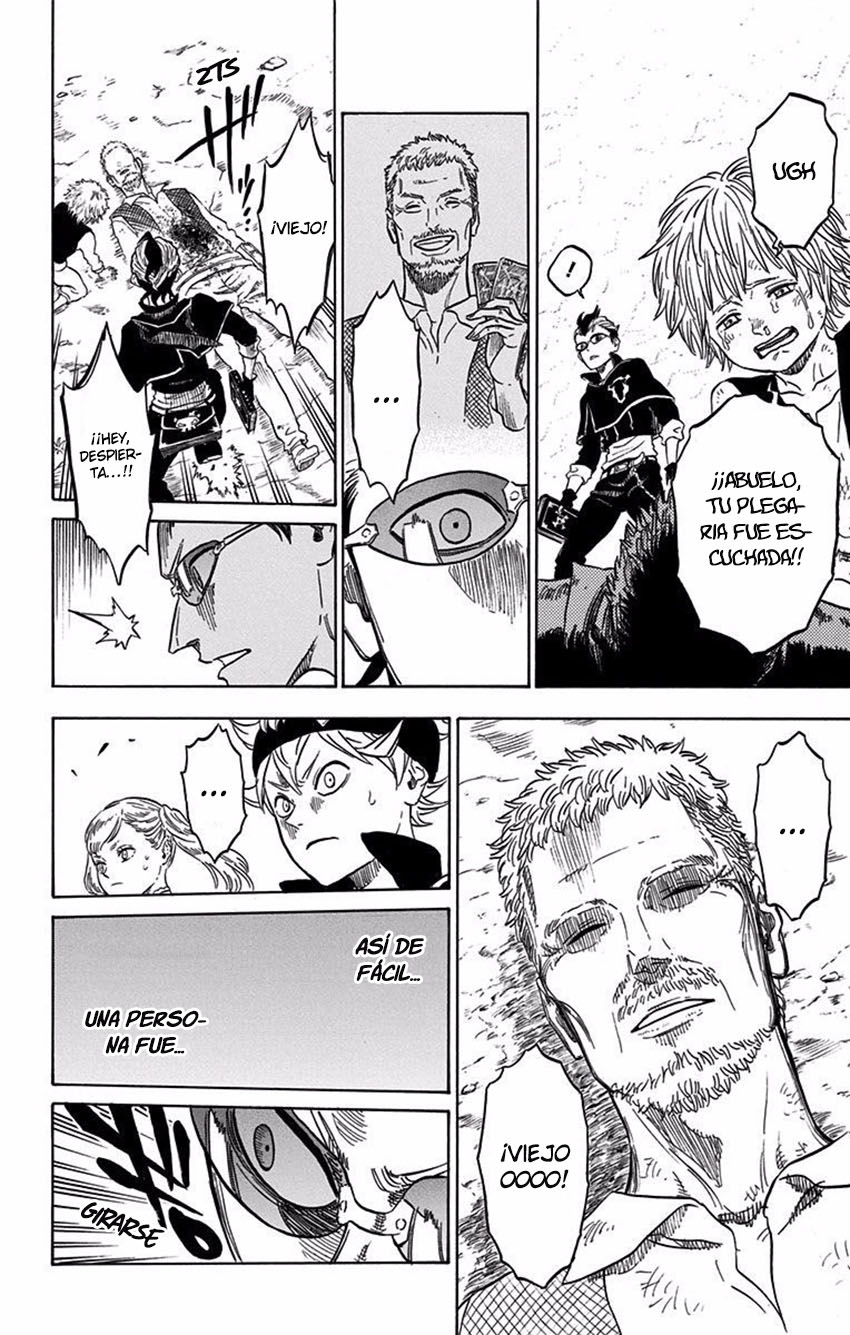 UGH
!
¡¡ABUELO,
TU PLEGA-
RIA FUE ES-
CUCHADA!!
...
ZTS
¡VIEJO!
¡¡HEY,
DESPIER-
TA...!!
...
¡VIEJO
OOOO!
...
ASÍ DE
FÁCIL...
UNA PERSO-
NA FUE...
GIRARSE